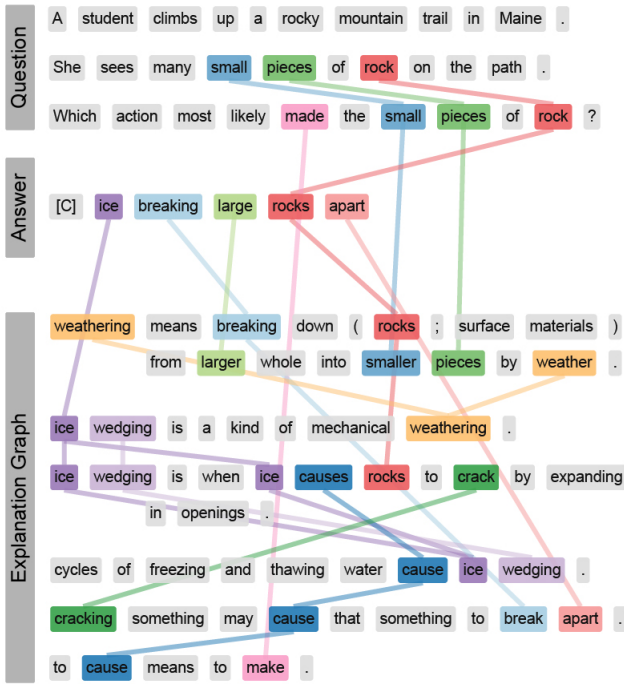 Question
A student climbs up a rocky mountain trail in Maine .
She sees many small pieces of rock on the path .
Which action most likely made the small pieces of rock ?
Answer
[C] ice breaking large rocks apart
Explanation Graph
weathering means breaking down ( rocks ; surface materials )
from larger whole into smaller pieces by weather .
ice wedging is a kind of mechanical weathering .
ice wedging is when ice causes rocks to crack by expanding
in openings .
cycles of freezing and thawing water cause ice wedging .
cracking something may cause that something to break apart .
to cause means to make .